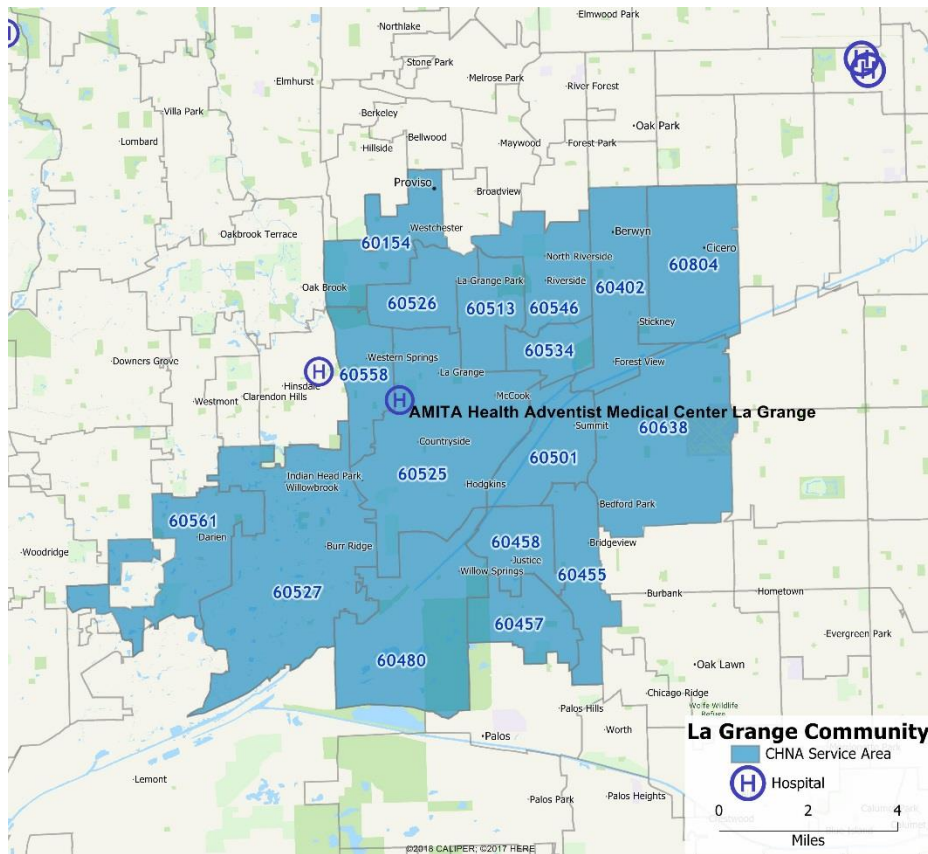 Elmwood Park
Northlake
Stone Park
Melrose Park
Elmhurst
River Forest
Villa Park
Berkeley
Oak Park
Bellwood
Lombard
Hillside
Maywood
Forest Park
Proviso
Broadview
Oakbrook Terrace
Westchester
Berwyn
60154
Cicero
North Riverside
60804
La Grange Park
Riverside
Oak Brook
60526
60513
60546
60402
Stickney
60534
Downers Grove
Western Springs
Forest View
H
60558
La Grange
Hinsdale
Westmont
Clarendon Hills
McCook
H
AMITA Health Adventist Medical Center La Grange
Summit
60638
Countryside
60501
Indian Head Park
60525
Willowbrook
Hodgkins
Bedford Park
60561
Darien
60458
Bridgeview
Woodridge
Burr Ridge
Justice
Willow Springs
60455
60527
Burbank
Hometown
60457
Evergreen Park
60480
Oak Lawn
Chicago Ridge
Wolfe Wildlife
Refuge
Palos Hills
Worth
Palos
Lemont
Palos Park
Palos Heights
La Grange Community
CHNA Service Area
H
Hospital
0 2 4
Miles
©2018 CALIPER; ©2017 HERE